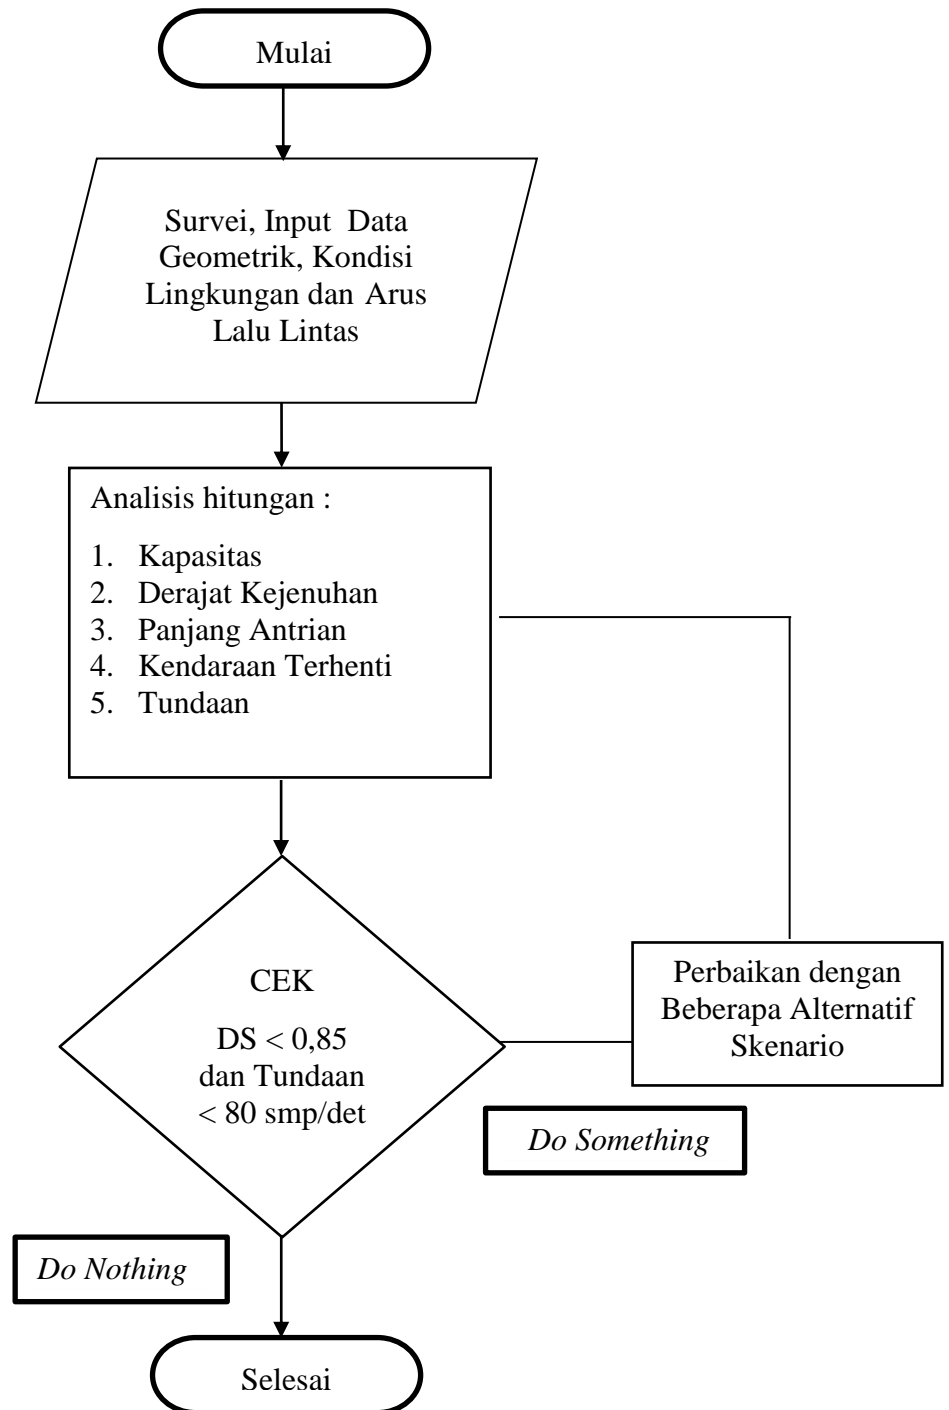 Mulai
Survei, Input Data
Geometrik, Kondisi
Lingkungan dan Arus
Lalu Lintas
Analisis hitungan :
1. Kapasitas
2. Derajat Kejenuhan
3. Panjang Antrian
4. Kendaraan Terhenti
5. Tundaan
CEK
DS < 0,85
dan Tundaan
< 80 smp/det
Perbaikan dengan
Beberapa Alternatif
Skenario
Do Something
Do Nothing
Selesai